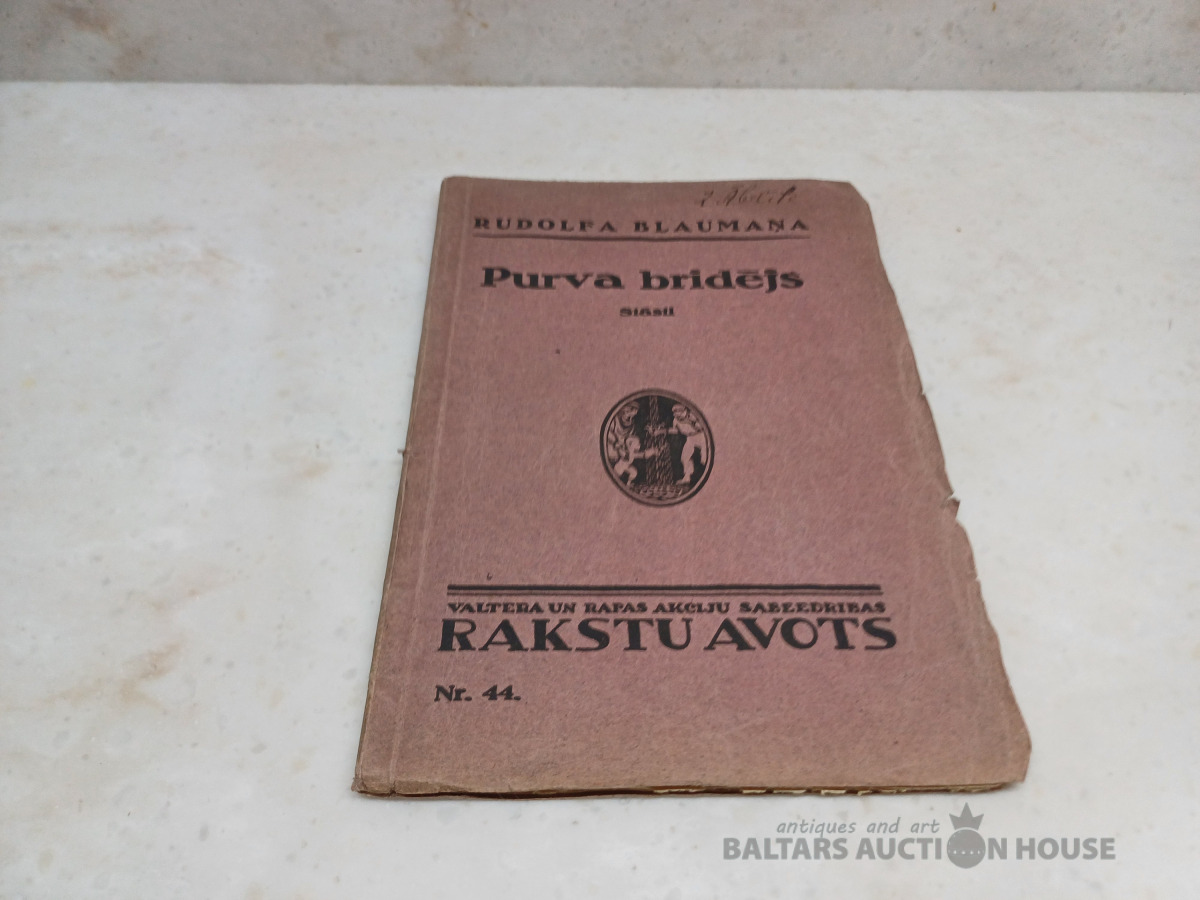 RUDOLFA BLAUMAŅA
Purva bridējs
Stāsti
VALTERA UN RAPAS AKCIJU SABEEDRIBAS
RAKSTU AVOTS
Nr. 44.
antiques and art
BALTARS AUCTION HOUSE